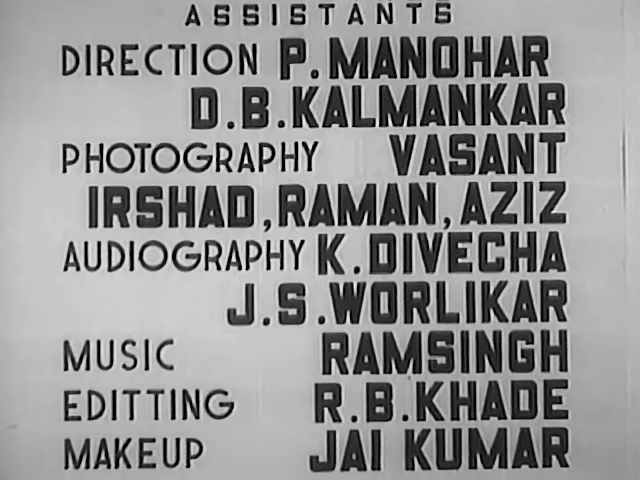 ASSISTANTS
DIRECTION P.MANOHAR
D.B.KALMANKAR
PHOTOGRAPHY VASANT
IRSHAD,RAMAN,AZIZ
AUDIOGRAPHY K.DIVECHA
J.S.WORLIKAR
MUSIC RAMSINGH
EDITTING R.B.KHADE
MAKEUP JAI KUMAR